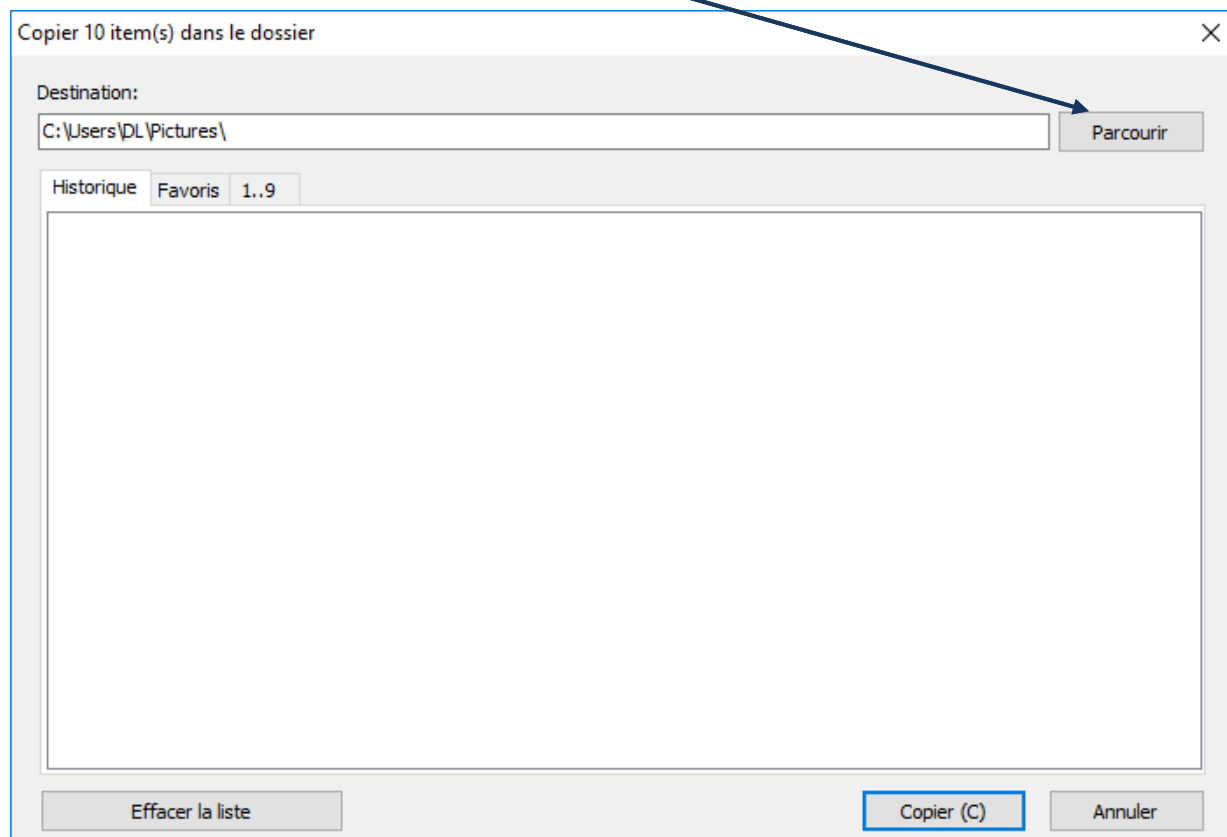 Copier 10 item(s) dans le dossier
Destination:
C:\Users\DL\Pictures\
Parcourir
Historique Favoris 1..9
Effacer la liste Copier (C) Annuler